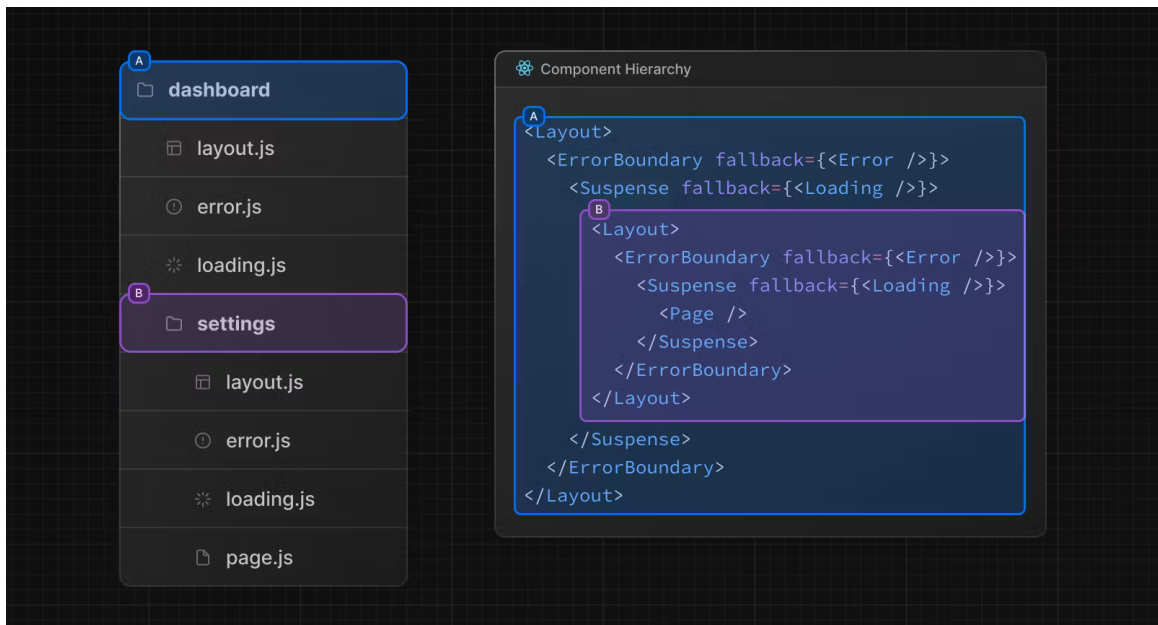 A
dashboard
layout.js
error.js
loading.js
B
settings
layout.js
error.js
loading.js
page.js
Component Hierarchy
A
<Layout>
<ErrorBoundary fallback={<Error />}>
<Suspense fallback={<Loading />}>
B
<Layout>
<ErrorBoundary fallback={<Error />}>
<Suspense fallback={<Loading />}>
<Page />
</Suspense>
</ErrorBoundary>
</Layout>
</Suspense>
</ErrorBoundary>
</Layout>